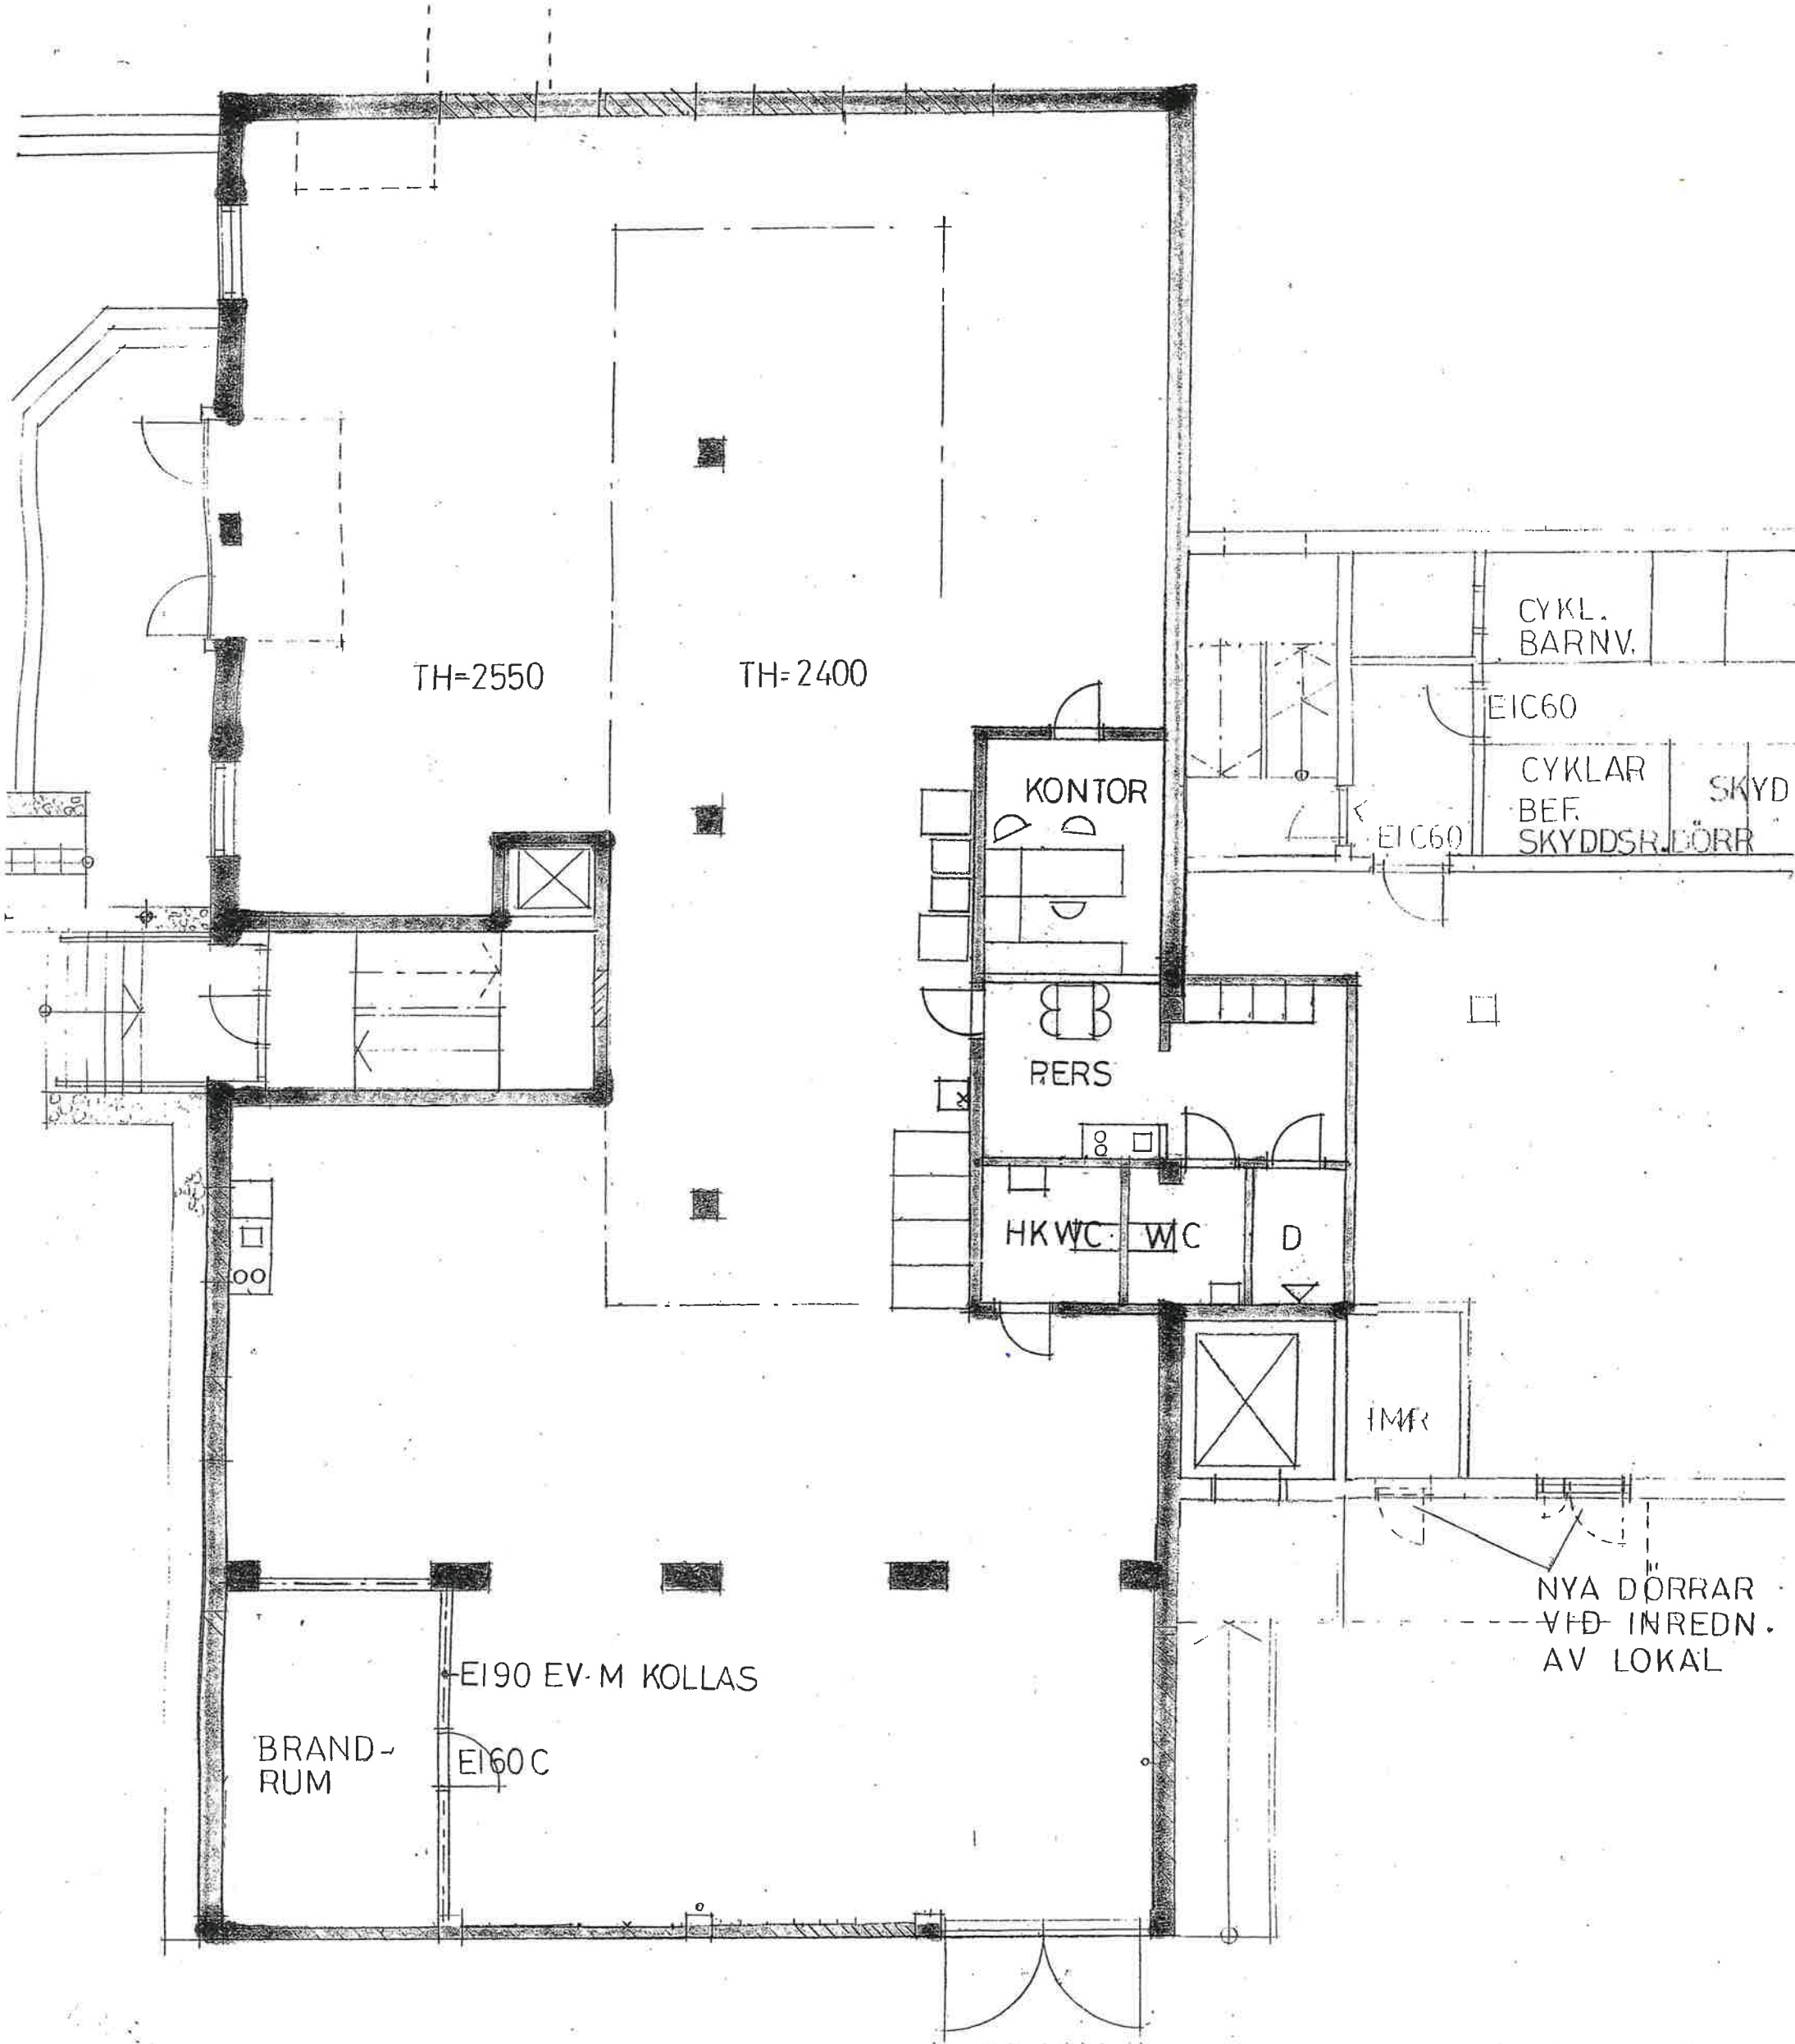 TH=2550
TH=2400
KONTOR
CYKL.
BARNV.
EIC60
CYKLAR
BEF.
SKYDDSR.DÖRR
SKYD
EIC60
PERS
HKWC
WC
D
IMR
NYA DÖRRAR
VID INREDN.
AV LOKAL
EI90 EV. M KOLLAS
EI60C
BRAND-
RUM